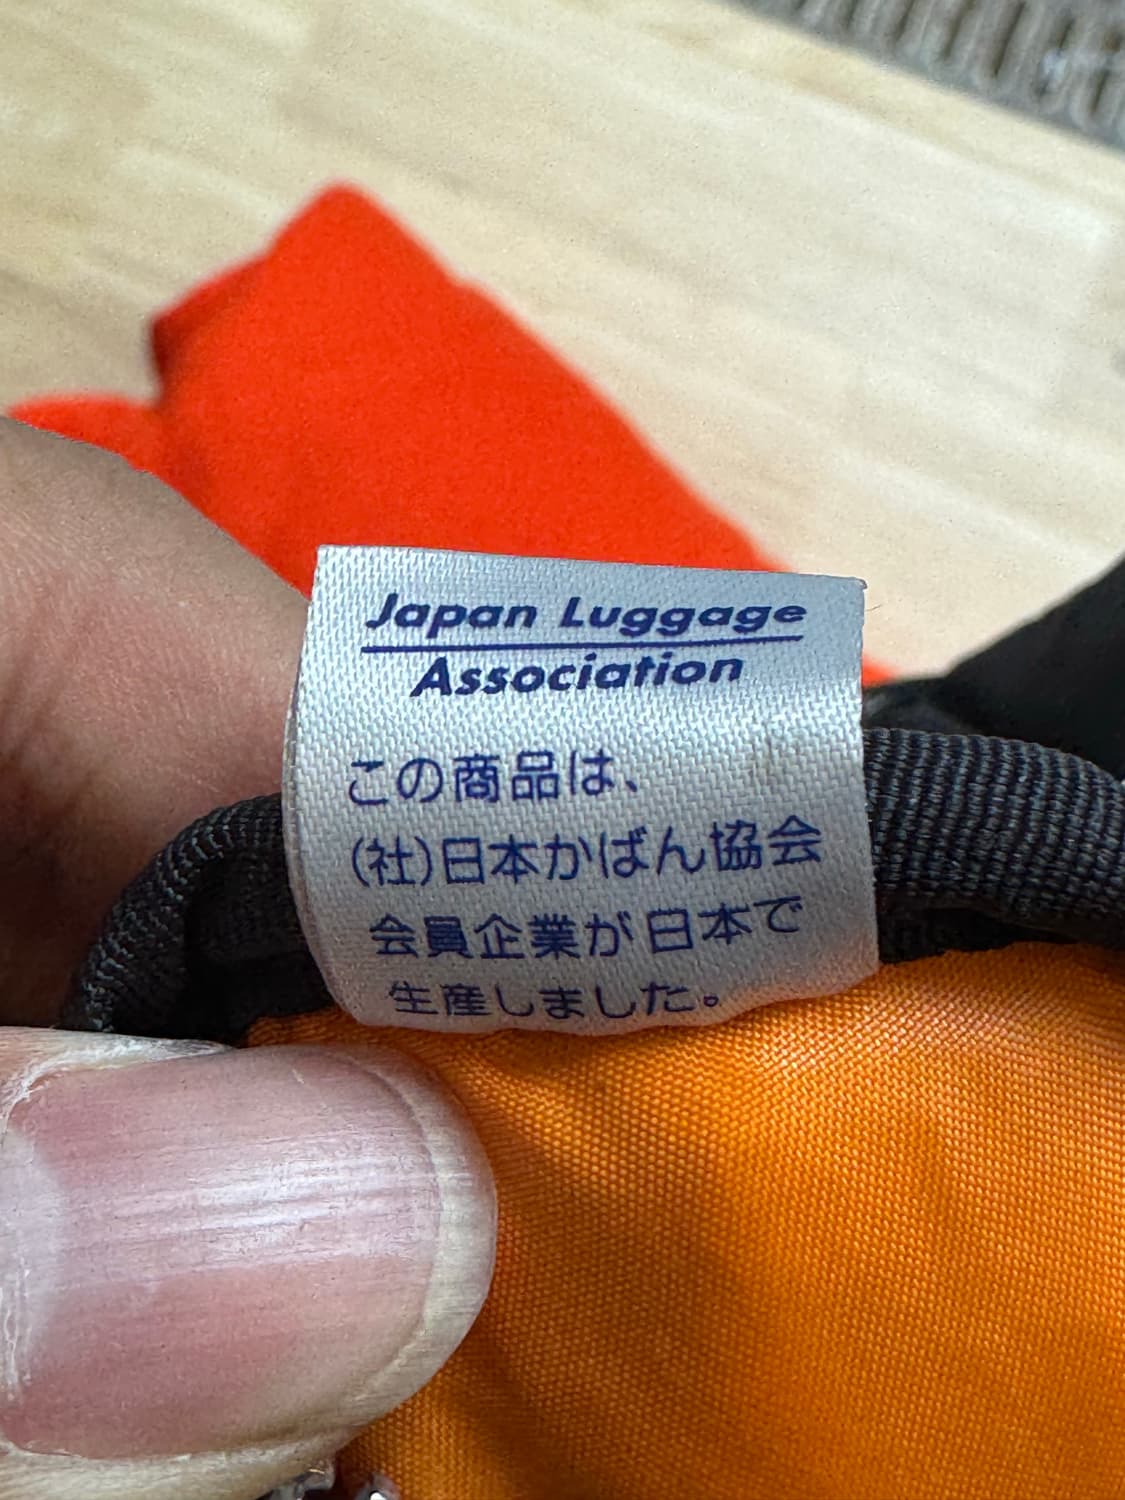 Japan Luggage
Association
この商品は、
(社)日本かばん協会
会員企業が日本で
生産しました。